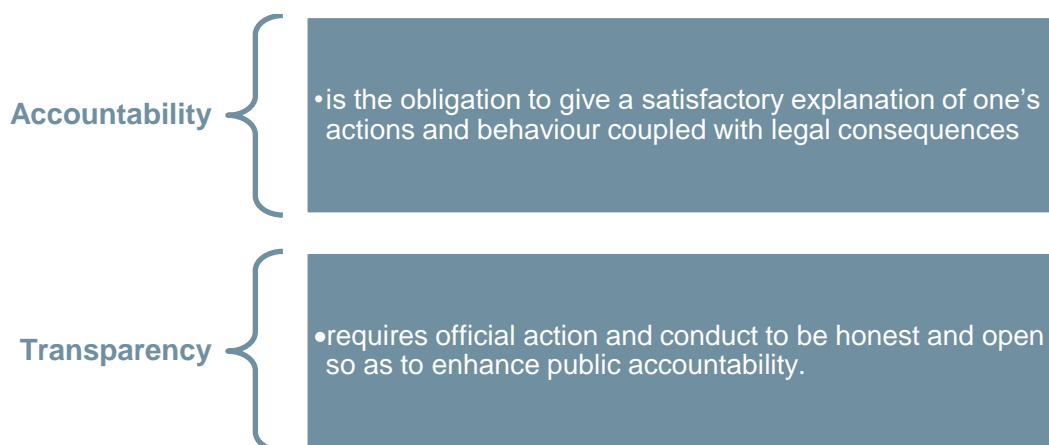 Accountability
•is the obligation to give a satisfactory explanation of one’s
actions and behaviour coupled with legal consequences
Transparency
•requires official action and conduct to be honest and open
so as to enhance public accountability.